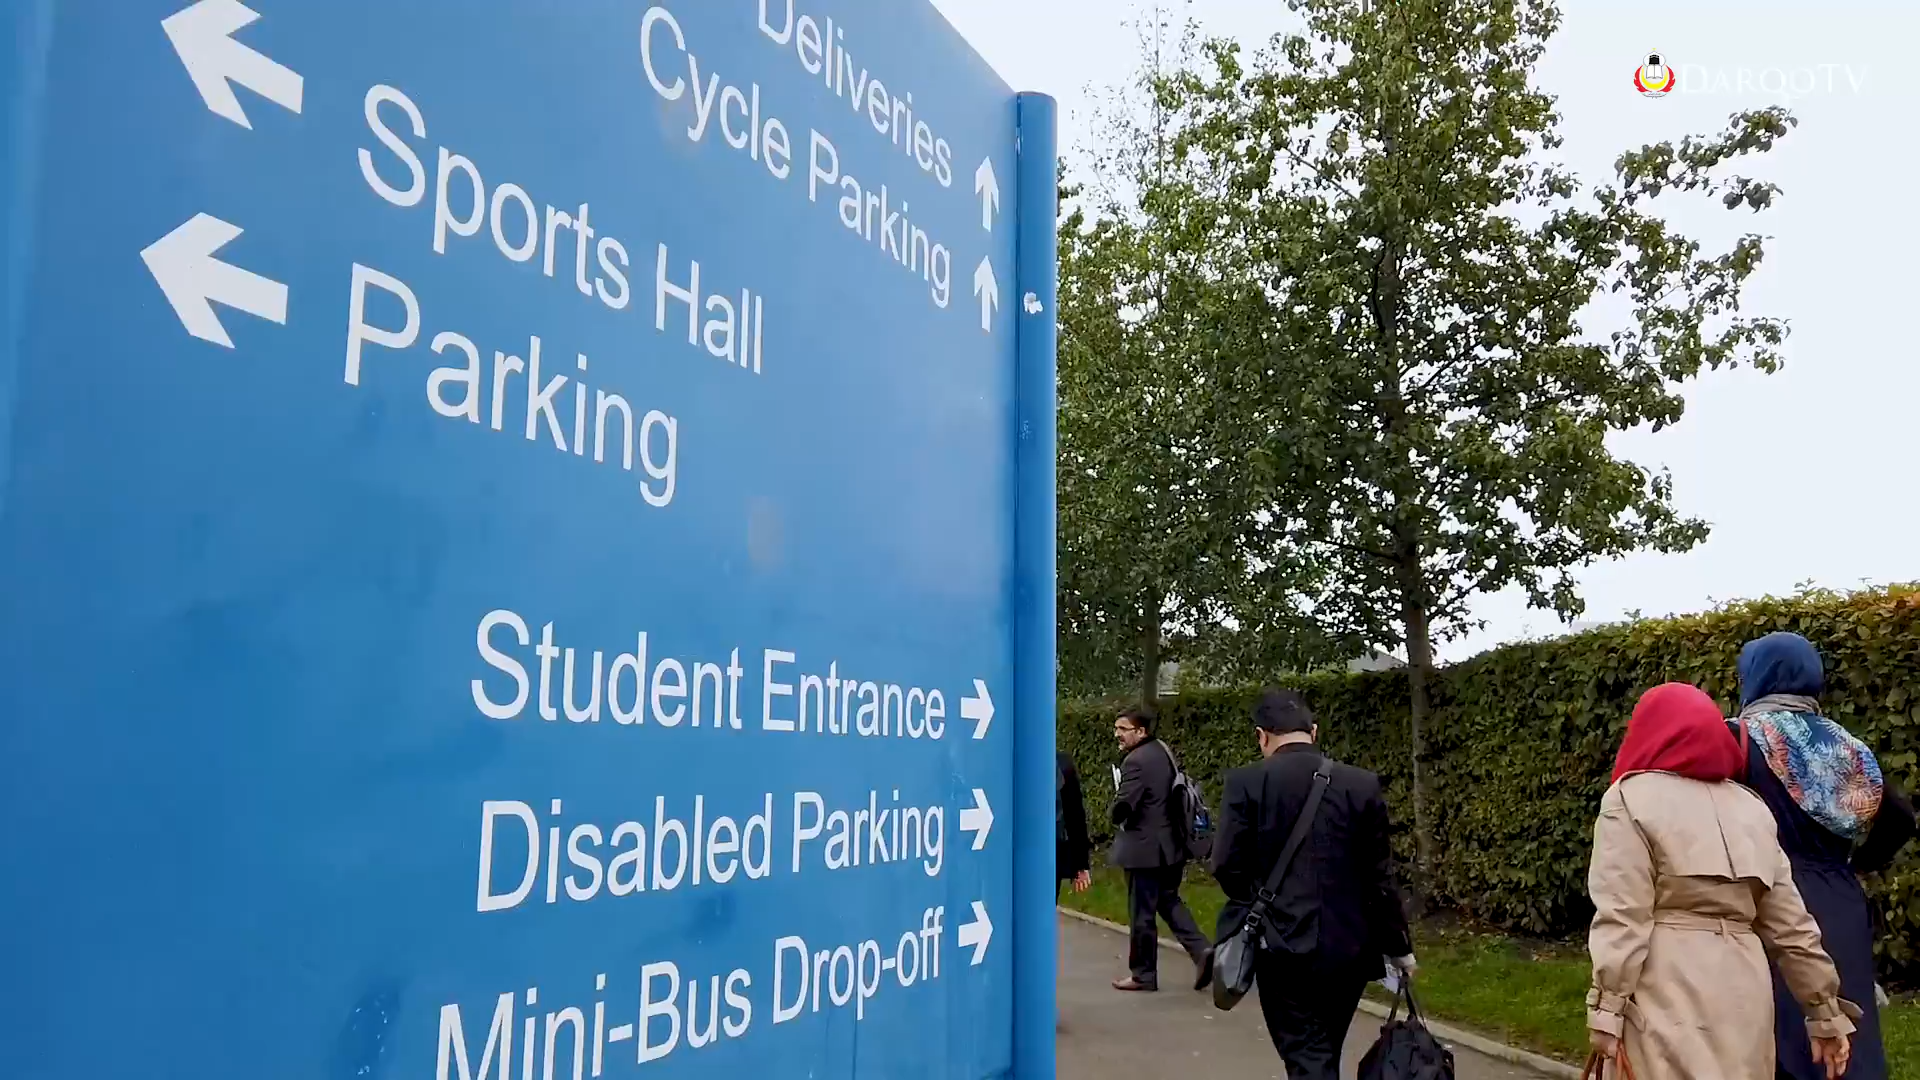 Deliveries
Cycle Parking
Sports Hall
Parking
Student Entrance
Disabled Parking
Mini-Bus Drop-off
DARQOTV